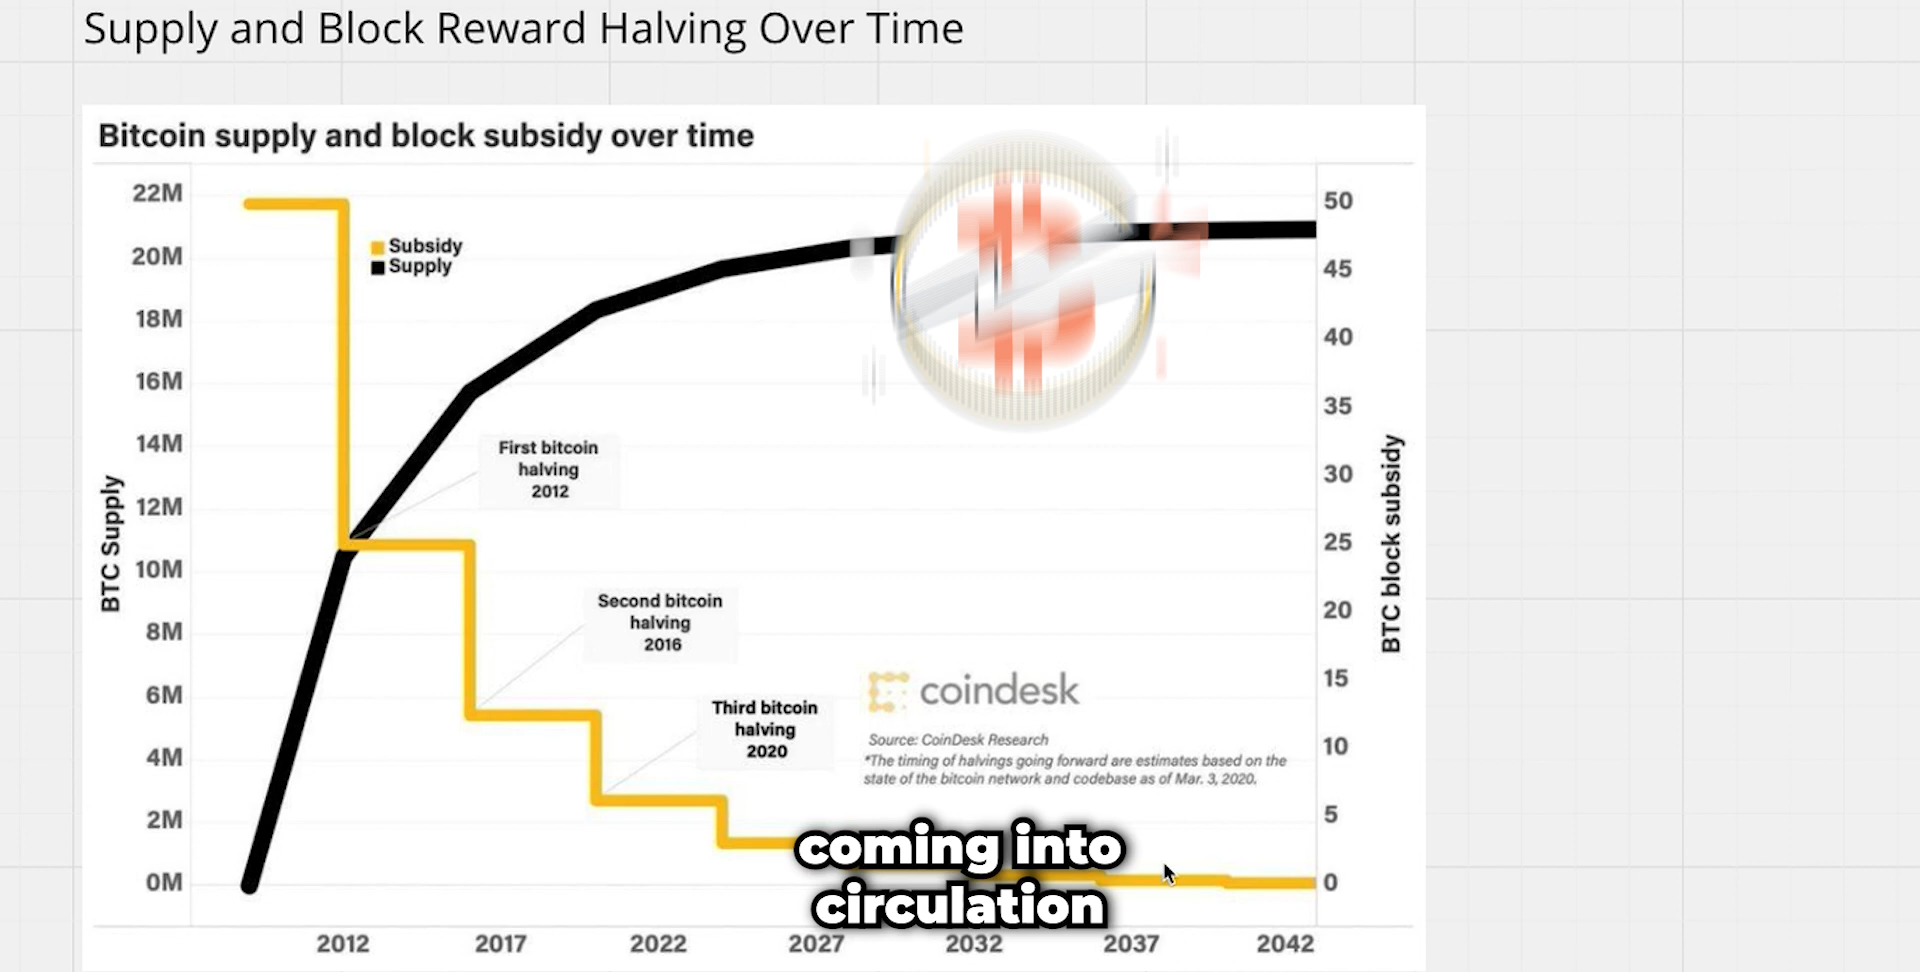 Supply and Block Reward Halving Over Time
Bitcoin supply and block subsidy over time
22M
20M
18M
16M
14M
12M
10M
8M
6M
4M
2M
0M
BTC Supply
Subsidy
Supply
First bitcoin
halving
2012
Second bitcoin
halving
2016
Third bitcoin
halving
2020
coindesk
Source: CoinDesk Research
*The timing of halvings going forward are estimates based on the
state of the bitcoin network and codebase as of Mar. 3, 2020.
50
45
40
35
30
25
20
15
10
5
0
BTC block subsidy
coming into
circulation
2012 2017 2022 2027 2032 2037 2042